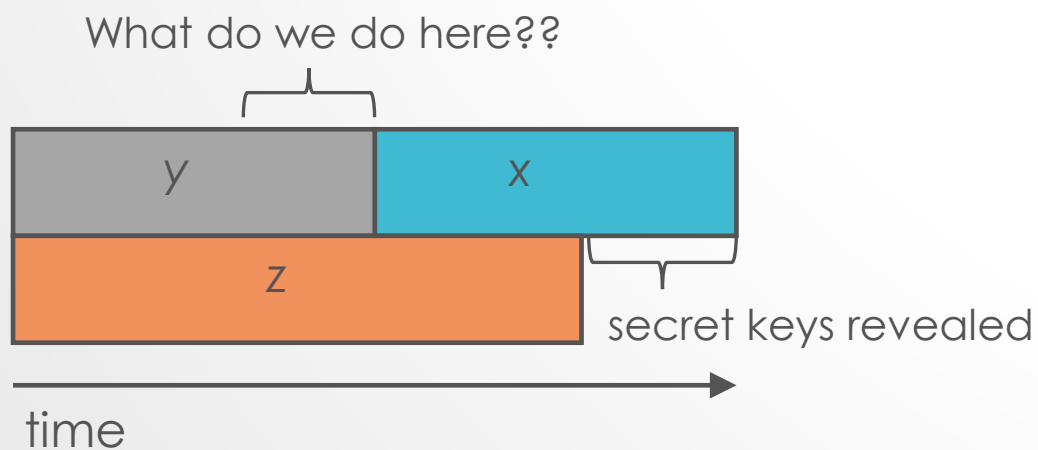 What do we do here??
y
x
z
secret keys revealed
time